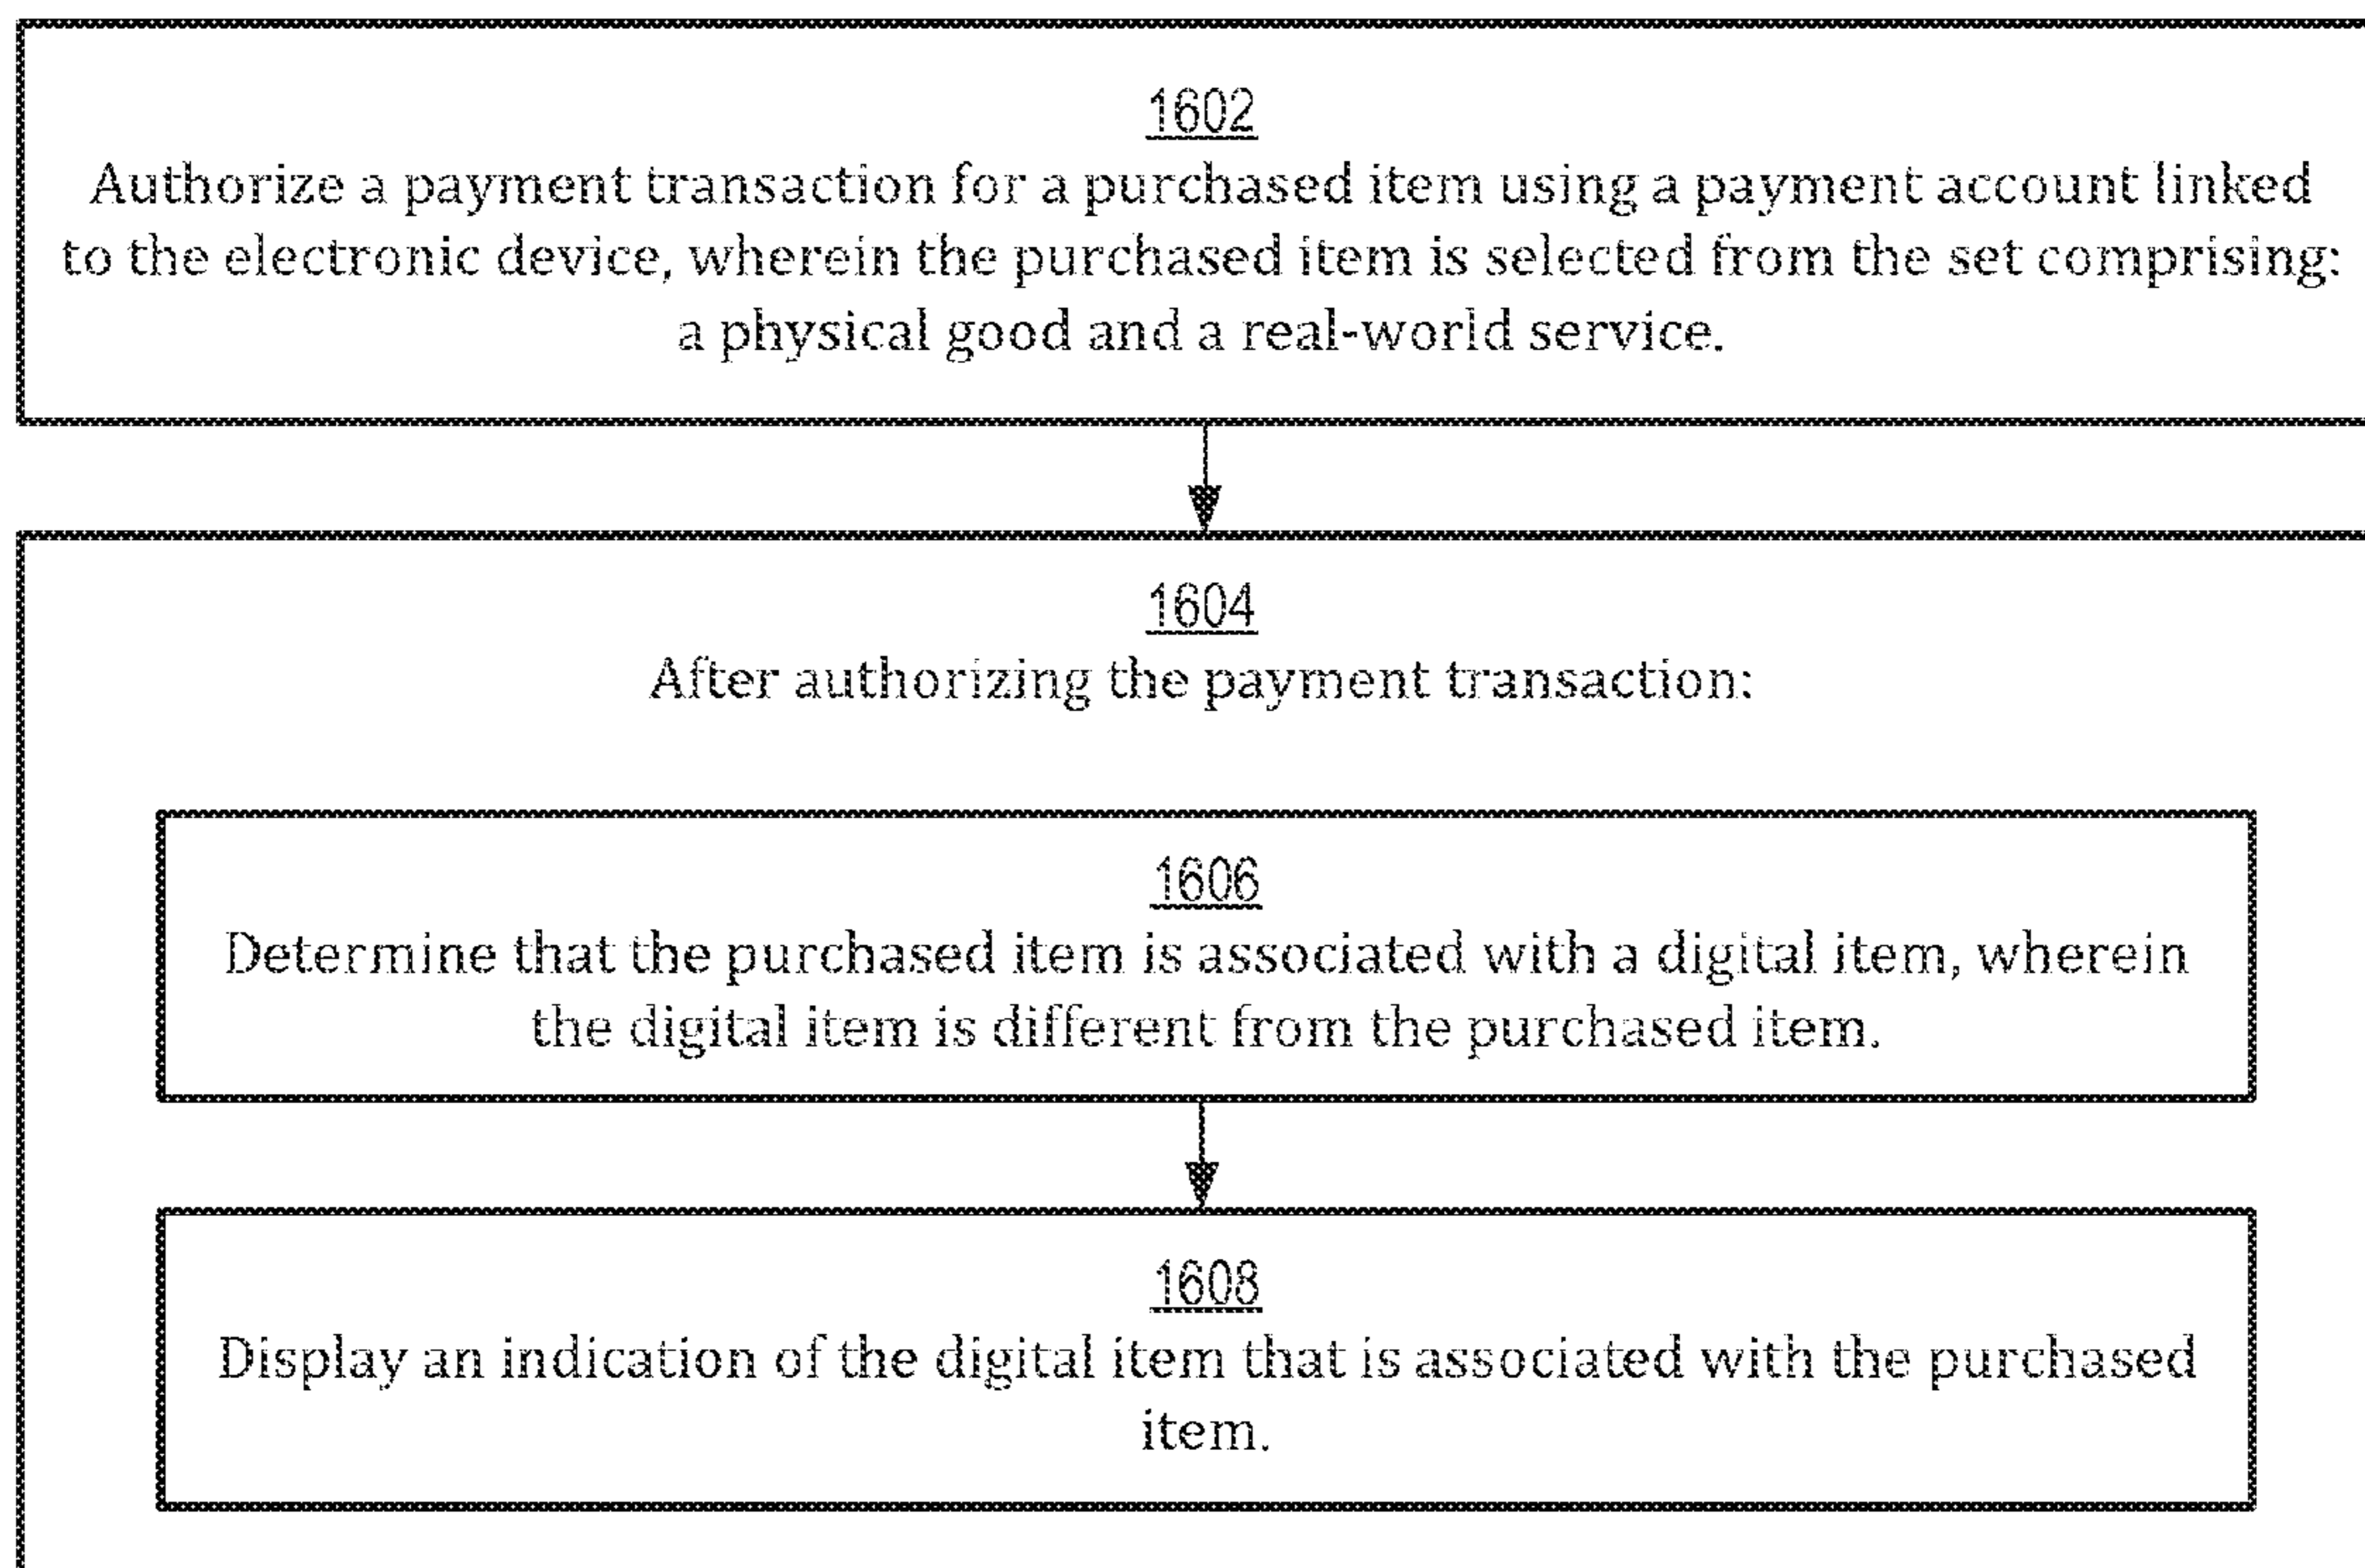 1602
Authorize a payment transaction for a purchased item using a payment account linked
to the electronic device, wherein the purchased item is selected from the set comprising:
a physical good and a real-world service.
1604
After authorizing the payment transaction:
1606
Determine that the purchased item is associated with a digital item, wherein
the digital item is different from the purchased item.
1608
Display an indication of the digital item that is associated with the purchased
item.